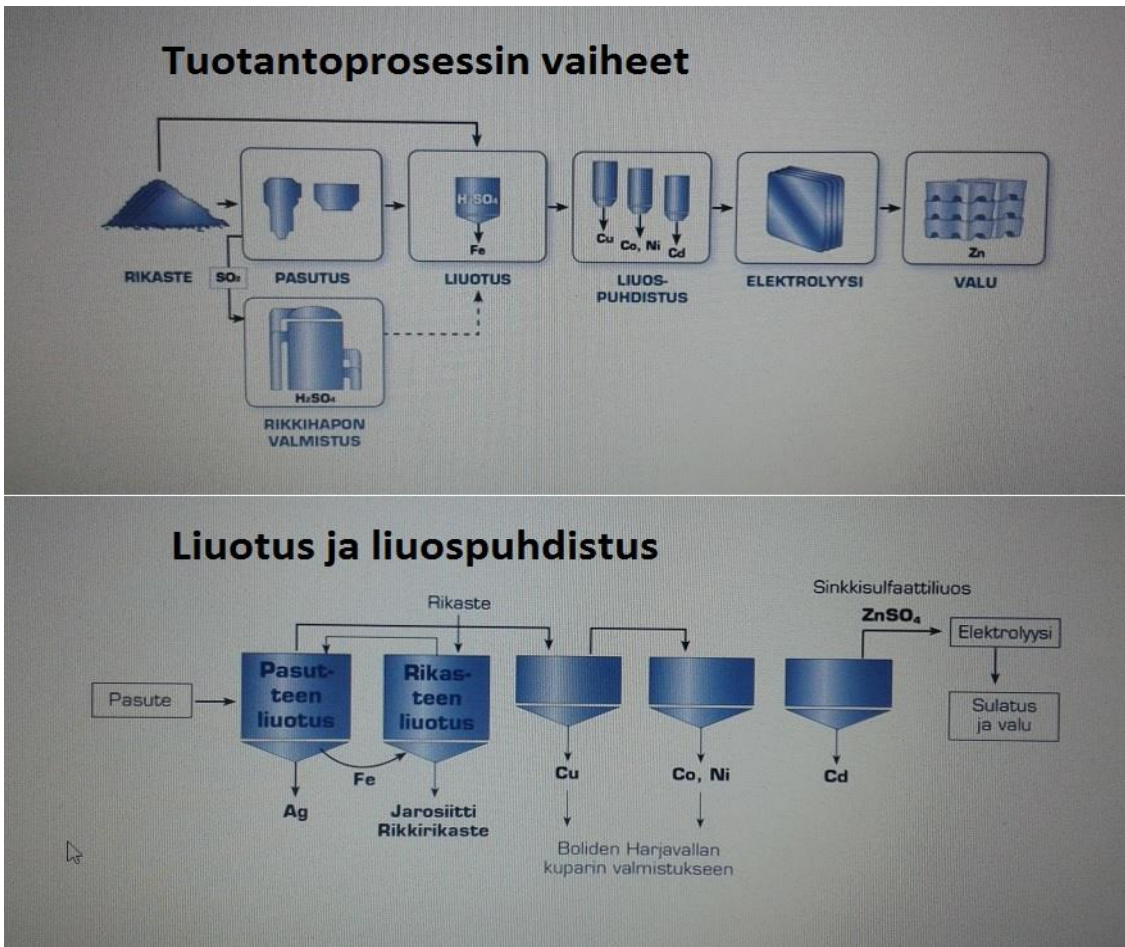 Tuotantoprosessin vaiheet
RIKASTE
SO₂
PASUTUS
H₂SO₄
Fe
LIUOTUS
Cu
Co, Ni
Cd
LIUOS-
PUHDISTUS
ELEKTROLYYSI
Zn
VALU
H₂SO₄
RIKKIHAPON
VALMISTUS
Liuotus ja liuospuhdistus
Rikaste
Sinkkisulfaattiliuos
ZnSO₄
Elektrolyysi
Pasute
Pasut-
teen
liuotus
Rikas-
teen
liuotus
Sulatus
ja valu
Fe
Ag
Jarosiitti
Rikkirikaste
Cu
Co, Ni
Cd
Boliden Harjavallan
kuparin valmistukseen